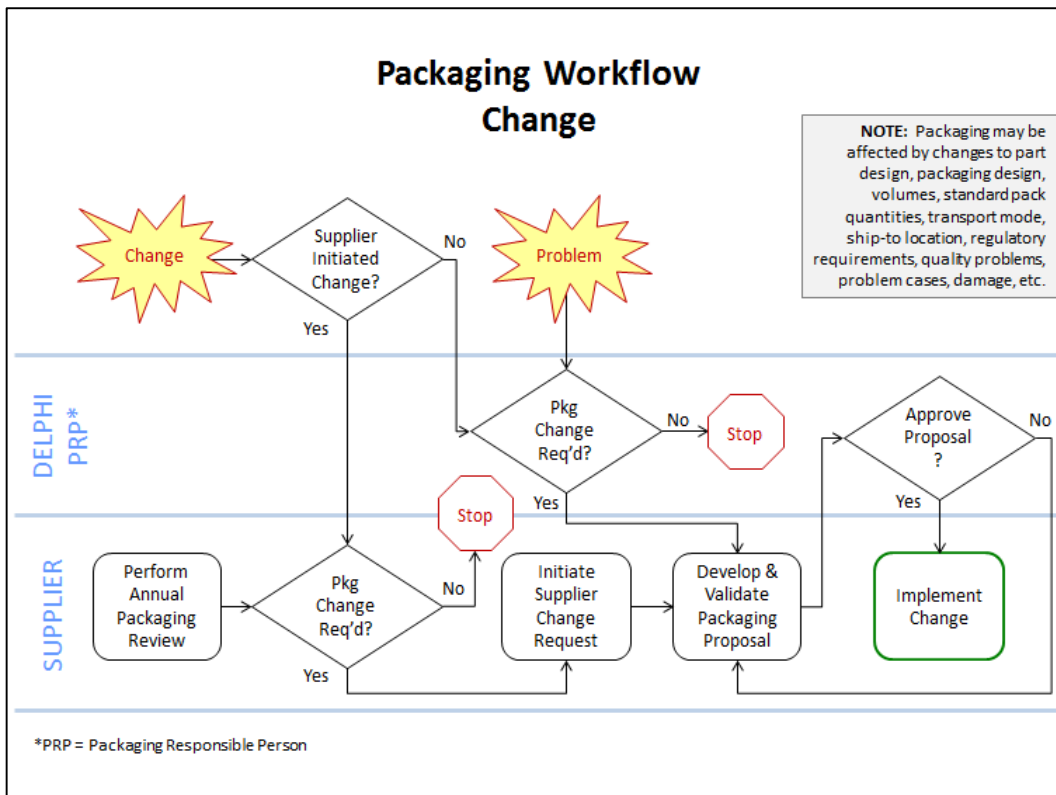 Packaging Workflow
Change
NOTE: Packaging may be
affected by changes to part
design, packaging design,
volumes, standard pack
quantities, transport mode,
ship-to location, regulatory
requirements, quality problems,
problem cases, damage, etc.
Change
Supplier
Initiated
Change?
No
Yes
Problem
DELPHI
PRP*
Pkg
Change
Req'd?
No
Yes
Stop
Approve
Proposal
?
No
Yes
Stop
SUPPLIER
Perform
Annual
Packaging
Review
Pkg
Change
Req'd?
No
Yes
Initiate
Supplier
Change
Request
Develop &
Validate
Packaging
Proposal
Implement
Change
*PRP = Packaging Responsible Person